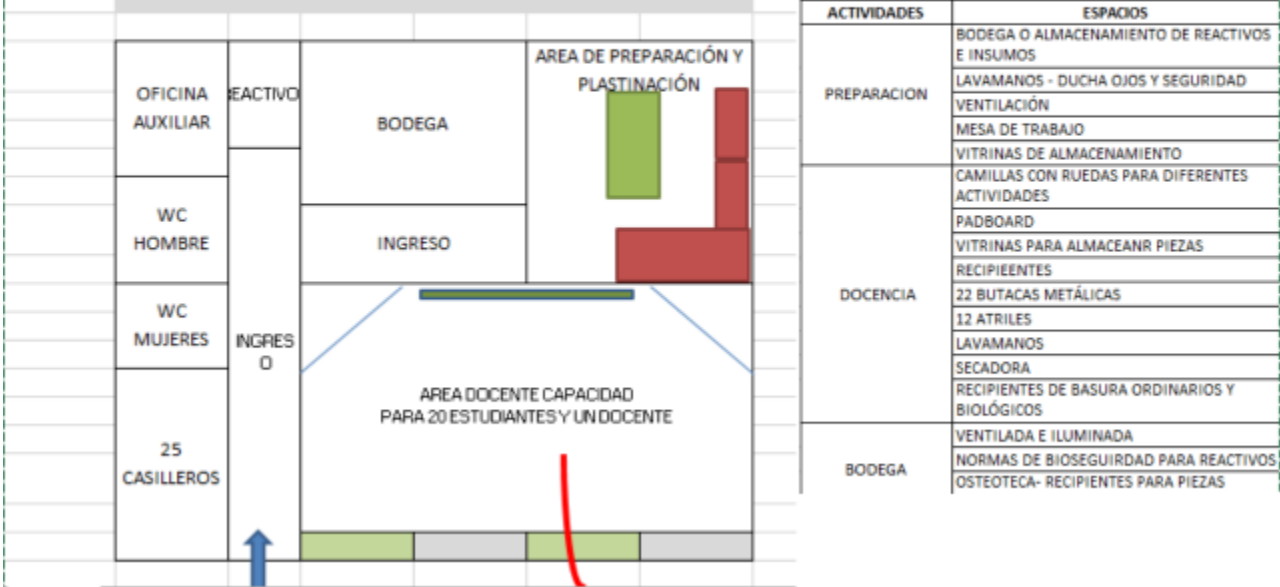 OFICINA
AUXILIAR
EACTIVO
BODEGA
AREA DE PREPARACIÓN Y
PLASTINACIÓN
WC
HOMBRE
INGRESO
WC
MUJERES
INGRES
O
AREA DOCENTE CAPACIDAD
PARA 20 ESTUDIANTES Y UN DOCENTE
25
CASILLEROS
ACTIVIDADES
ESPACIOS
PREPARACION
BODEGA O ALMACENAMIENTO DE REACTIVOS
E INSUMOS
LAVAMANOS - DUCHA OJOS Y SEGURIDAD
VENTILACIÓN
MESA DE TRABAJO
VITRINAS DE ALMACENAMIENTO
DOCENCIA
CAMILLAS CON RUEDAS PARA DIFERENTES
ACTIVIDADES
PADBOARD
VITRINAS PARA ALMACEANR PIEZAS
RECIPIEENTES
22 BUTACAS METÁLICAS
12 ATRILES
LAVAMANOS
SECADORA
RECIPIENTES DE BASURA ORDINARIOS Y
BIOLÓGICOS
BODEGA
VENTILADA E ILUMINADA
NORMAS DE BIOSEGUIRDAD PARA REACTIVOS
OSTEOTECA- RECIPIENTES PARA PIEZAS